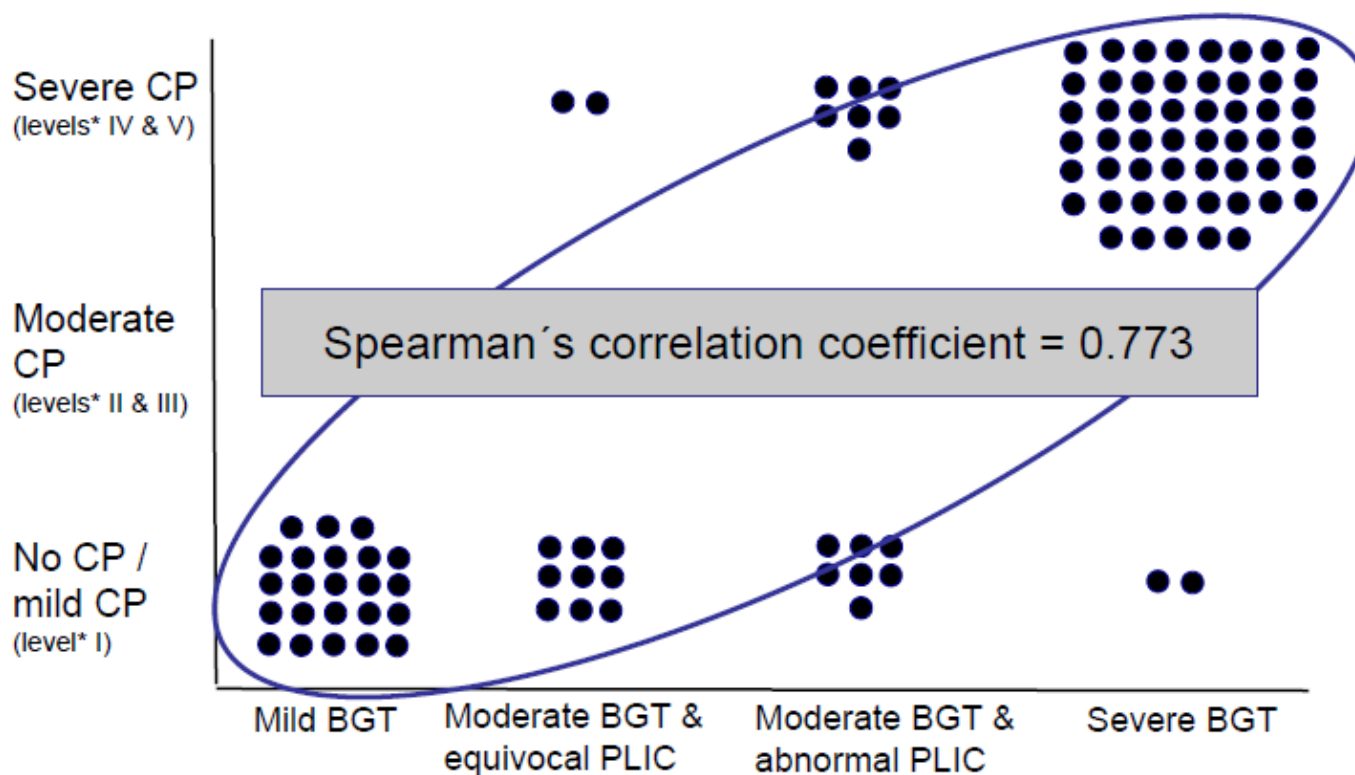 Severe CP
(levels* IV & V)
Moderate
CP
(levels* II & III)
Spearman´s correlation coefficient = 0.773
No CP /
mild CP
(level* I)
Mild BGT
Moderate BGT &
equivocal PLIC
Moderate BGT &
abnormal PLIC
Severe BGT